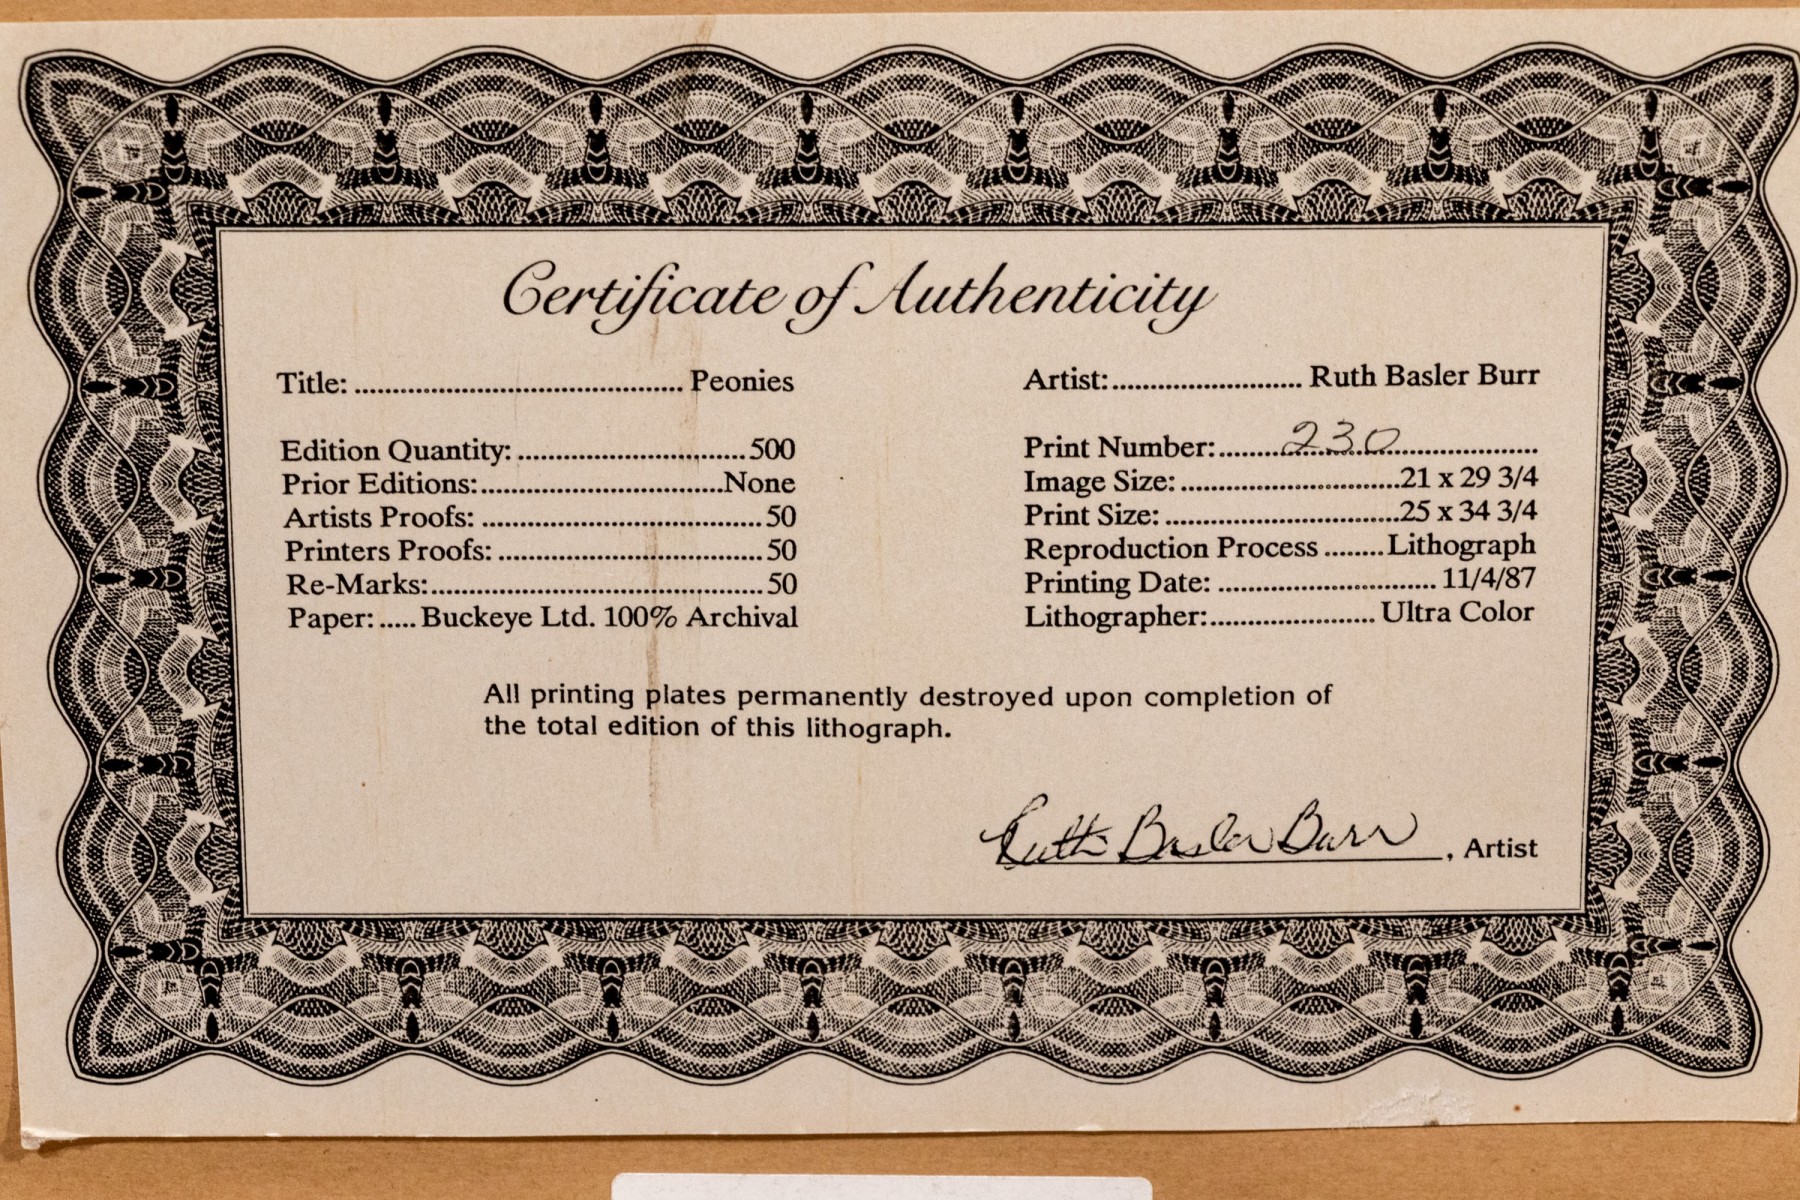 Certificate of Authenticity
Title: ........................................... Peonies
Artist:......................... Ruth Basler Burr
Edition Quantity: ..............................500
Prior Editions:................................None
Artists Proofs: ..................................... 50
Printers Proofs: ................................... 50
Re-Marks:............................................50
Paper: ..... Buckeye Ltd. 100% Archival
Print Number:.........230...................
Image Size: .............................21 x 29 3/4
Print Size: ...............................25 x 34 3/4
Reproduction Process ........Lithograph
Printing Date: ............................. 11/4/87
Lithographer:...................... Ultra Color
All printing plates permanently destroyed upon completion of
the total edition of this lithograph.
Ruth Basler Burr, Artist